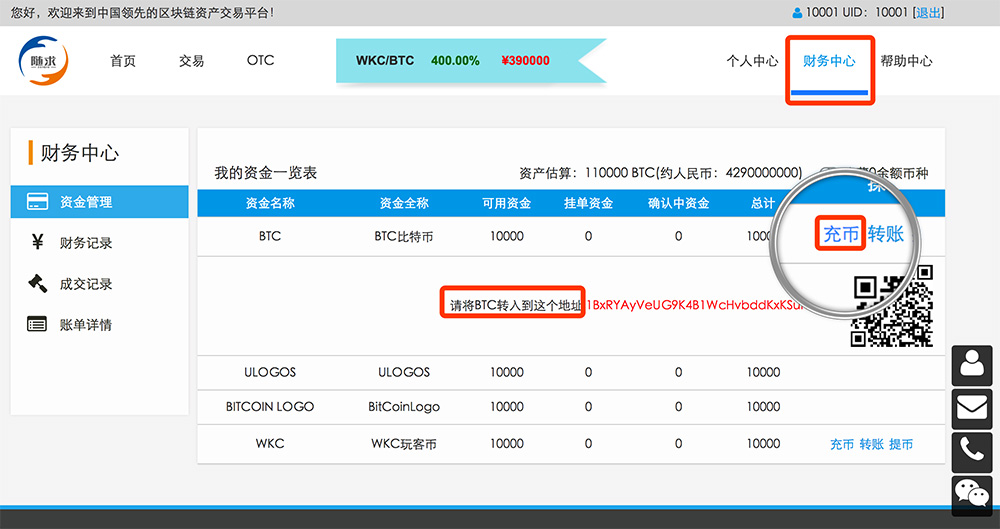 您好，欢迎来到中国领先的区块链资产交易平台！ 10001 UID：10001 [退出]
随求 首页 交易 OTC WKC/BTC 400.00% ¥390000 个人中心 财务中心 帮助中心
财务中心
资金管理
财务记录
成交记录
账单详情
我的资金一览表 资产估算：110000 BTC(约人民币：4290000000) 0余额币种
资金名称 资金全称 可用资金 挂单资金 确认中资金 总计
BTC BTC比特币 10000 0 0 充币 转账
请将BTC转入到这个地址
ULOGOS ULOGOS 10000 0 0 10000
BITCOIN LOGO BitCoinLogo 10000 0 0 10000
WKC WKC玩客币 10000 0 0 10000 充币 转账 提币